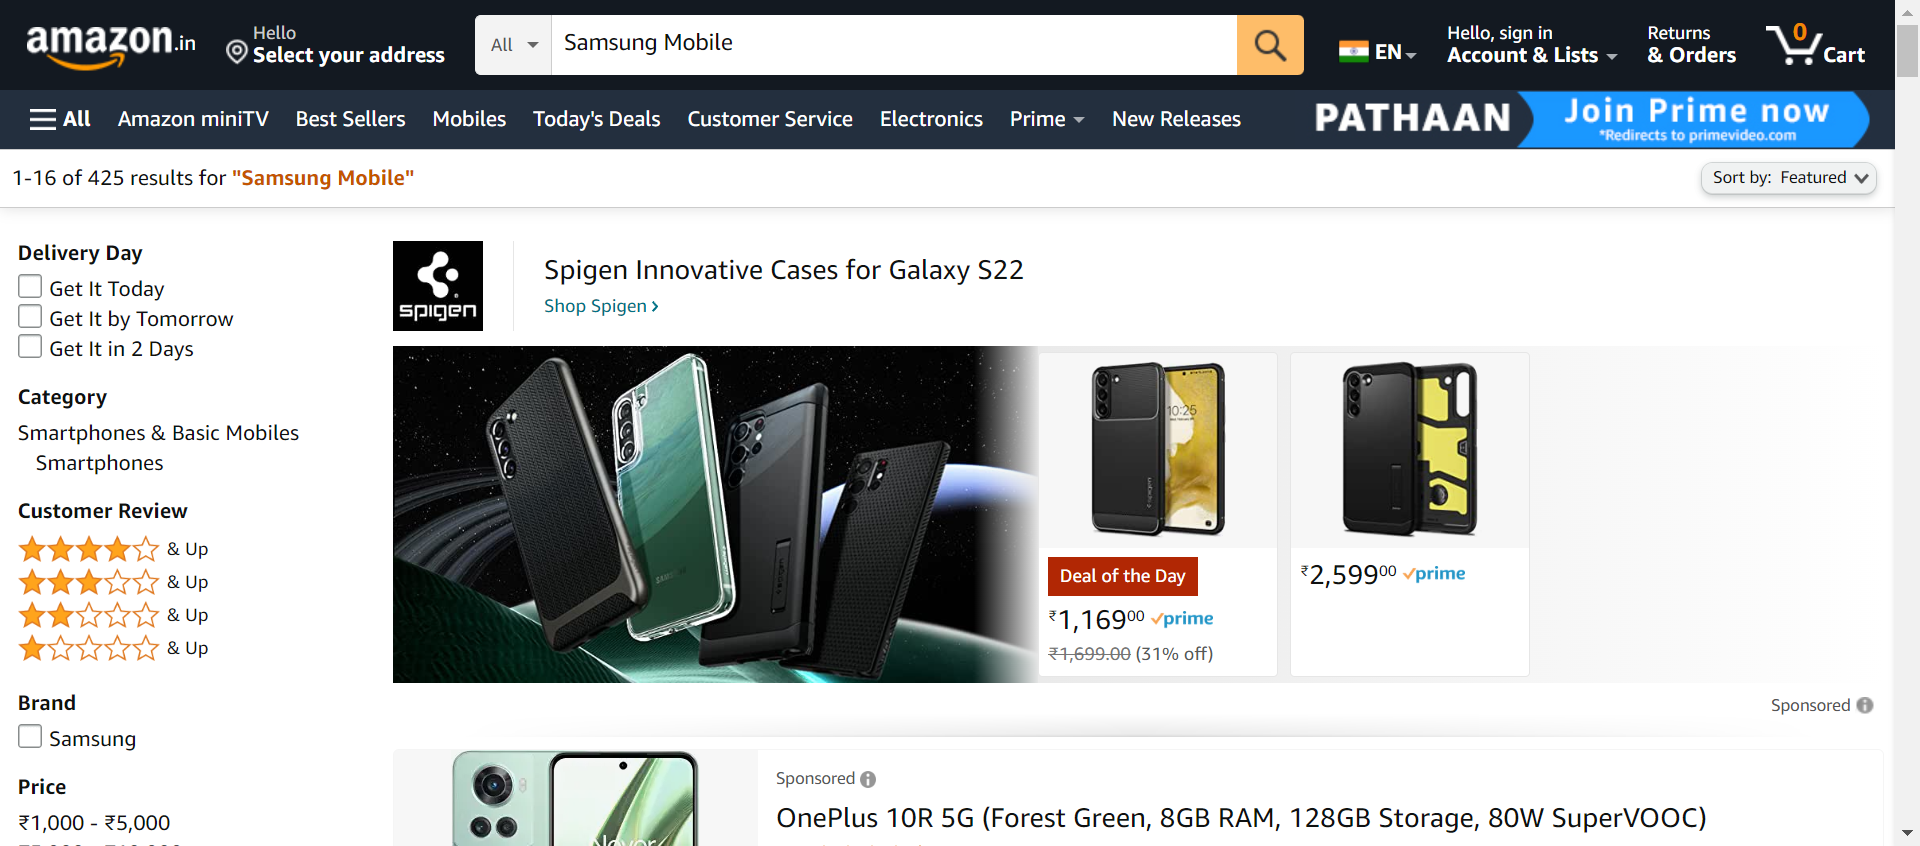 amazon.in
Hello
Select your address
All
Samsung Mobile
EN
Hello, sign in
Account & Lists
Returns
& Orders
0
Cart
All
Amazon miniTV
Best Sellers
Mobiles
Today's Deals
Customer Service
Electronics
Prime
New Releases
PATHAAN
Join Prime now
*Redirects to primevideo.com
1-16 of 425 results for "Samsung Mobile"
Sort by: Featured
Delivery Day
Get It Today
Get It by Tomorrow
Get It in 2 Days
Category
Smartphones & Basic Mobiles
Smartphones
Customer Review
& Up
& Up
& Up
& Up
Brand
Samsung
Price
₹1,000 - ₹5,000
spigen
Spigen Innovative Cases for Galaxy S22
Shop Spigen ›
SAMSUNG
10:25
spigen
Deal of the Day
₹1,16900 prime
₹1,699.00 (31% off)
₹2,59900 prime
Sponsored
Sponsored
OnePlus 10R 5G (Forest Green, 8GB RAM, 128GB Storage, 80W SuperVOOC)
Never